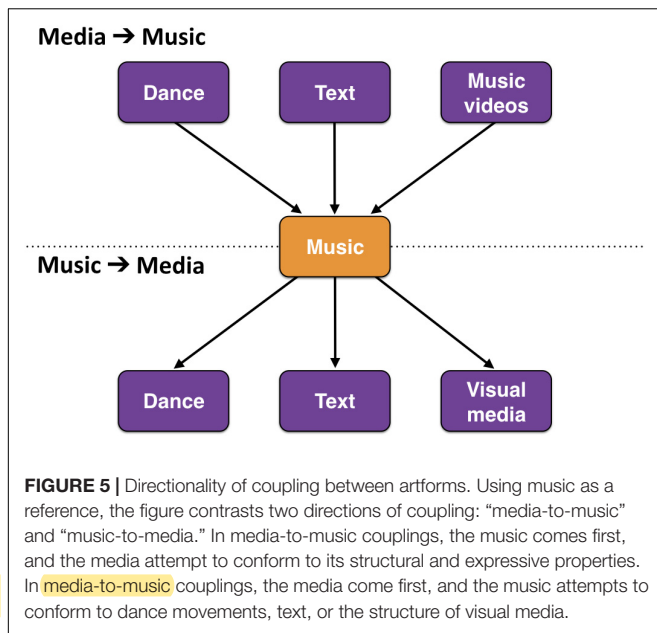 Media ➔ Music
Dance
Text
Music
videos
Music
Music ➔ Media
Dance
Text
Visual
media
FIGURE 5 | Directionality of coupling between artforms. Using music as a
reference, the figure contrasts two directions of coupling: “media-to-music”
and “music-to-media.” In media-to-music couplings, the music comes first,
and the media attempt to conform to its structural and expressive properties.
In media-to-music couplings, the media come first, and the music attempts to
conform to dance movements, text, or the structure of visual media.